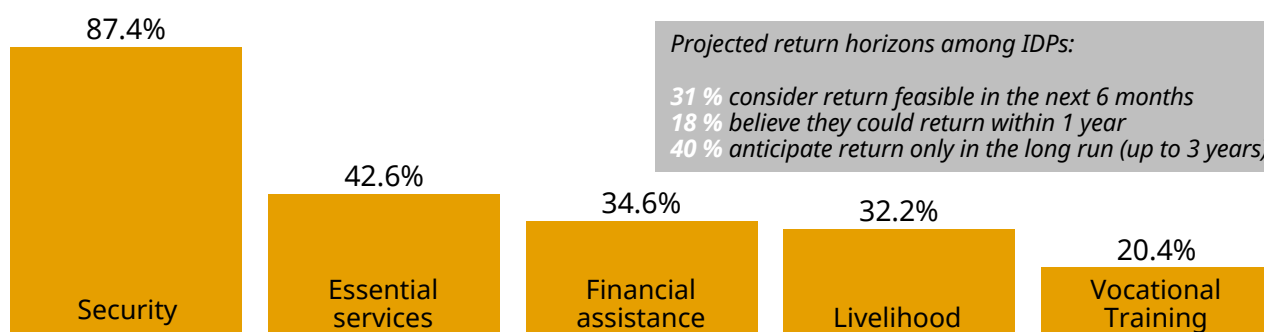 87.4%
Projected return horizons among IDPs:
31 % consider return feasible in the next 6 months
18 % believe they could return within 1 year
40 % anticipate return only in the long run (up to 3 years)
42.6%
34.6%
32.2%
20.4%
Security
Essential
services
Financial
assistance
Livelihood
Vocational
Training